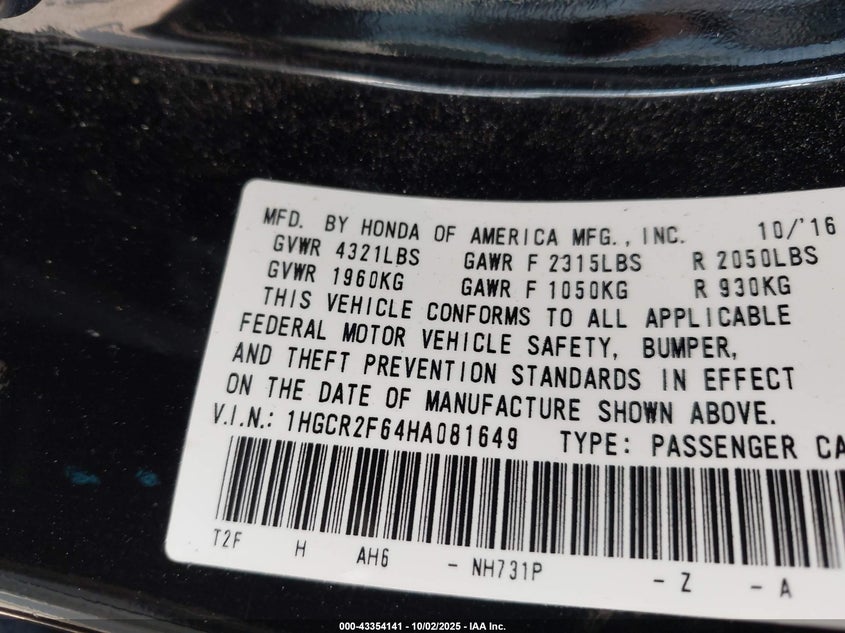 MFD. BY HONDA OF AMERICA MFG., INC. 10/'16
GVWR 4321LBS GAWR F 2315LBS R 2050LBS
GVWR 1960KG GAWR F 1050KG R 930KG
THIS VEHICLE CONFORMS TO ALL APPLICABLE
FEDERAL MOTOR VEHICLE SAFETY, BUMPER,
AND THEFT PREVENTION STANDARDS IN EFFECT
ON THE DATE OF MANUFACTURE SHOWN ABOVE.
V.I.N.: 1HGCR2F64HA081649 TYPE: PASSENGER CA
T2F H AH6 - NH731P - Z - A
000-43354141 - 10/02/2025 - IAA Inc.